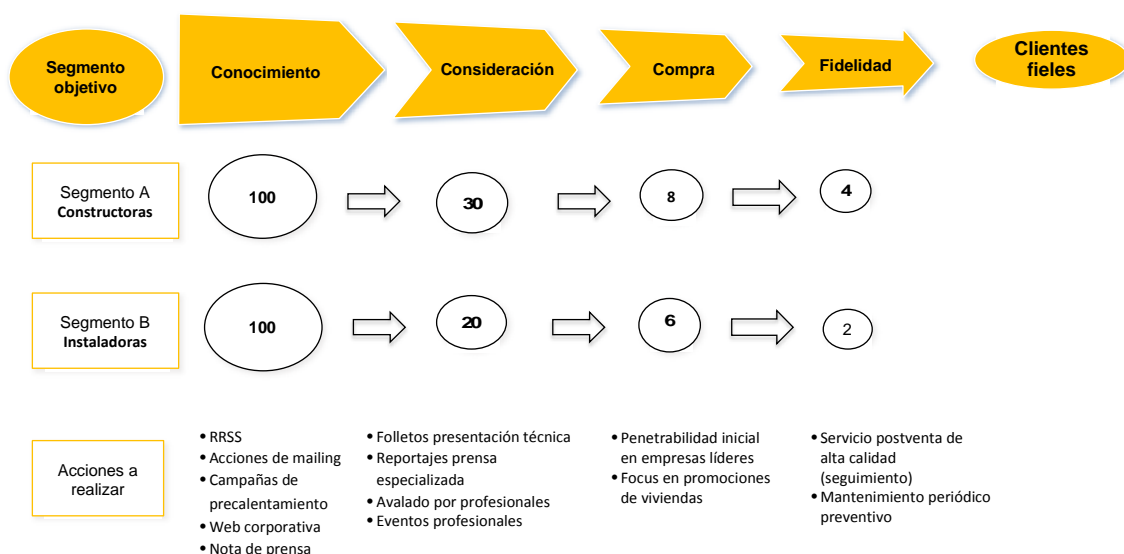 Segmento
objetivo
Conocimiento
Consideración
Compra
Fidelidad
Clientes
fieles
Segmento A
Constructoras
100
30
8
4
Segmento B
Instaladoras
100
20
6
2
Acciones a
realizar
• RRSS
• Acciones de mailing
• Campañas de
precalentamiento
• Web corporativa
• Nota de prensa
• Folletos presentación técnica
• Reportajes prensa
especializada
• Avalado por profesionales
• Eventos profesionales
• Penetrabilidad inicial
en empresas líderes
• Focus en promociones
de viviendas
• Servicio postventa de
alta calidad
(seguimiento)
• Mantenimiento periódico
preventivo